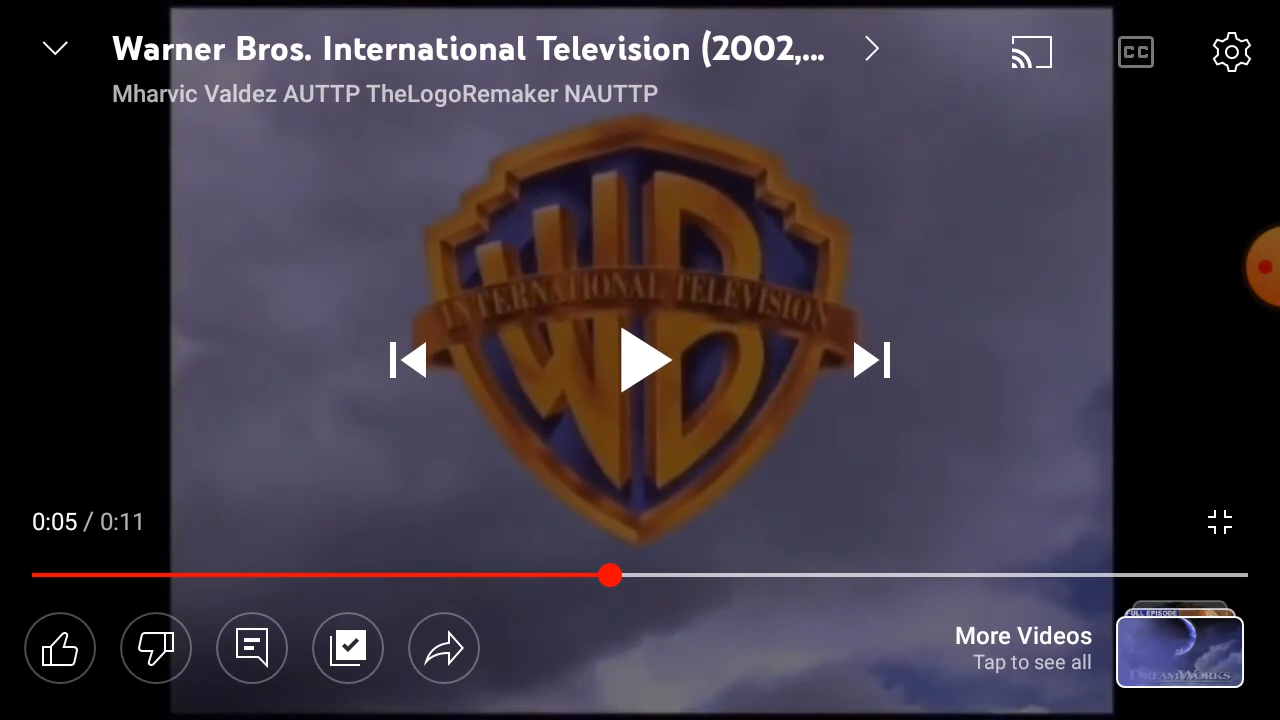 Warner Bros. International Television (2002,...
Mharvic Valdez AUTTP TheLogoRemaker NAUTTP
CC
WB
INTERNATIONAL TELEVISION
0:05 / 0:11
More Videos
Tap to see all
FULL EPISODE
DREAMWORKS